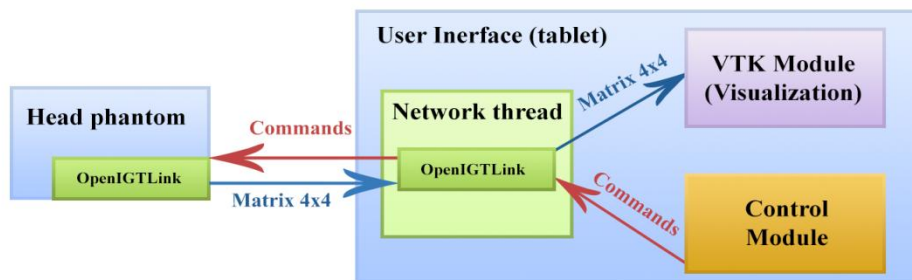 User Inerface (tablet)
Head phantom
OpenIGTLink
Commands
Matrix 4x4
Network thread
OpenIGTLink
Matrix 4x4
Commands
VTK Module
(Visualization)
Control
Module